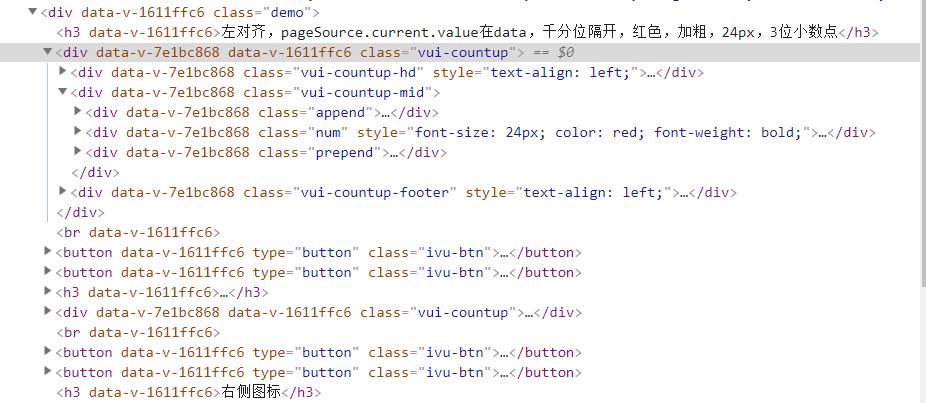 ▼<div data-v-1611ffc6 class="demo">
<h3 data-v-1611ffc6>左对齐，pageSource.current.value在data，千分位隔开，红色，加粗，24px，3位小数点</h3>
▼<div data-v-7e1bc868 data-v-1611ffc6 class="vui-countup"> == $0
▶<div data-v-7e1bc868 class="vui-countup-hd" style="text-align: left;">…</div>
▼<div data-v-7e1bc868 class="vui-countup-mid">
▶<div data-v-7e1bc868 class="append">…</div>
▶<div data-v-7e1bc868 class="num" style="font-size: 24px; color: red; font-weight: bold;">…</div>
▶<div data-v-7e1bc868 class="prepend">…</div>
</div>
▶<div data-v-7e1bc868 class="vui-countup-footer" style="text-align: left;">…</div>
</div>
<br data-v-1611ffc6>
▶<button data-v-1611ffc6 type="button" class="ivu-btn">…</button>
▶<button data-v-1611ffc6 type="button" class="ivu-btn">…</button>
▶<h3 data-v-1611ffc6>…</h3>
▶<div data-v-7e1bc868 data-v-1611ffc6 class="vui-countup">…</div>
<br data-v-1611ffc6>
▶<button data-v-1611ffc6 type="button" class="ivu-btn">…</button>
▶<button data-v-1611ffc6 type="button" class="ivu-btn">…</button>
<h3 data-v-1611ffc6>右侧图标</h3>